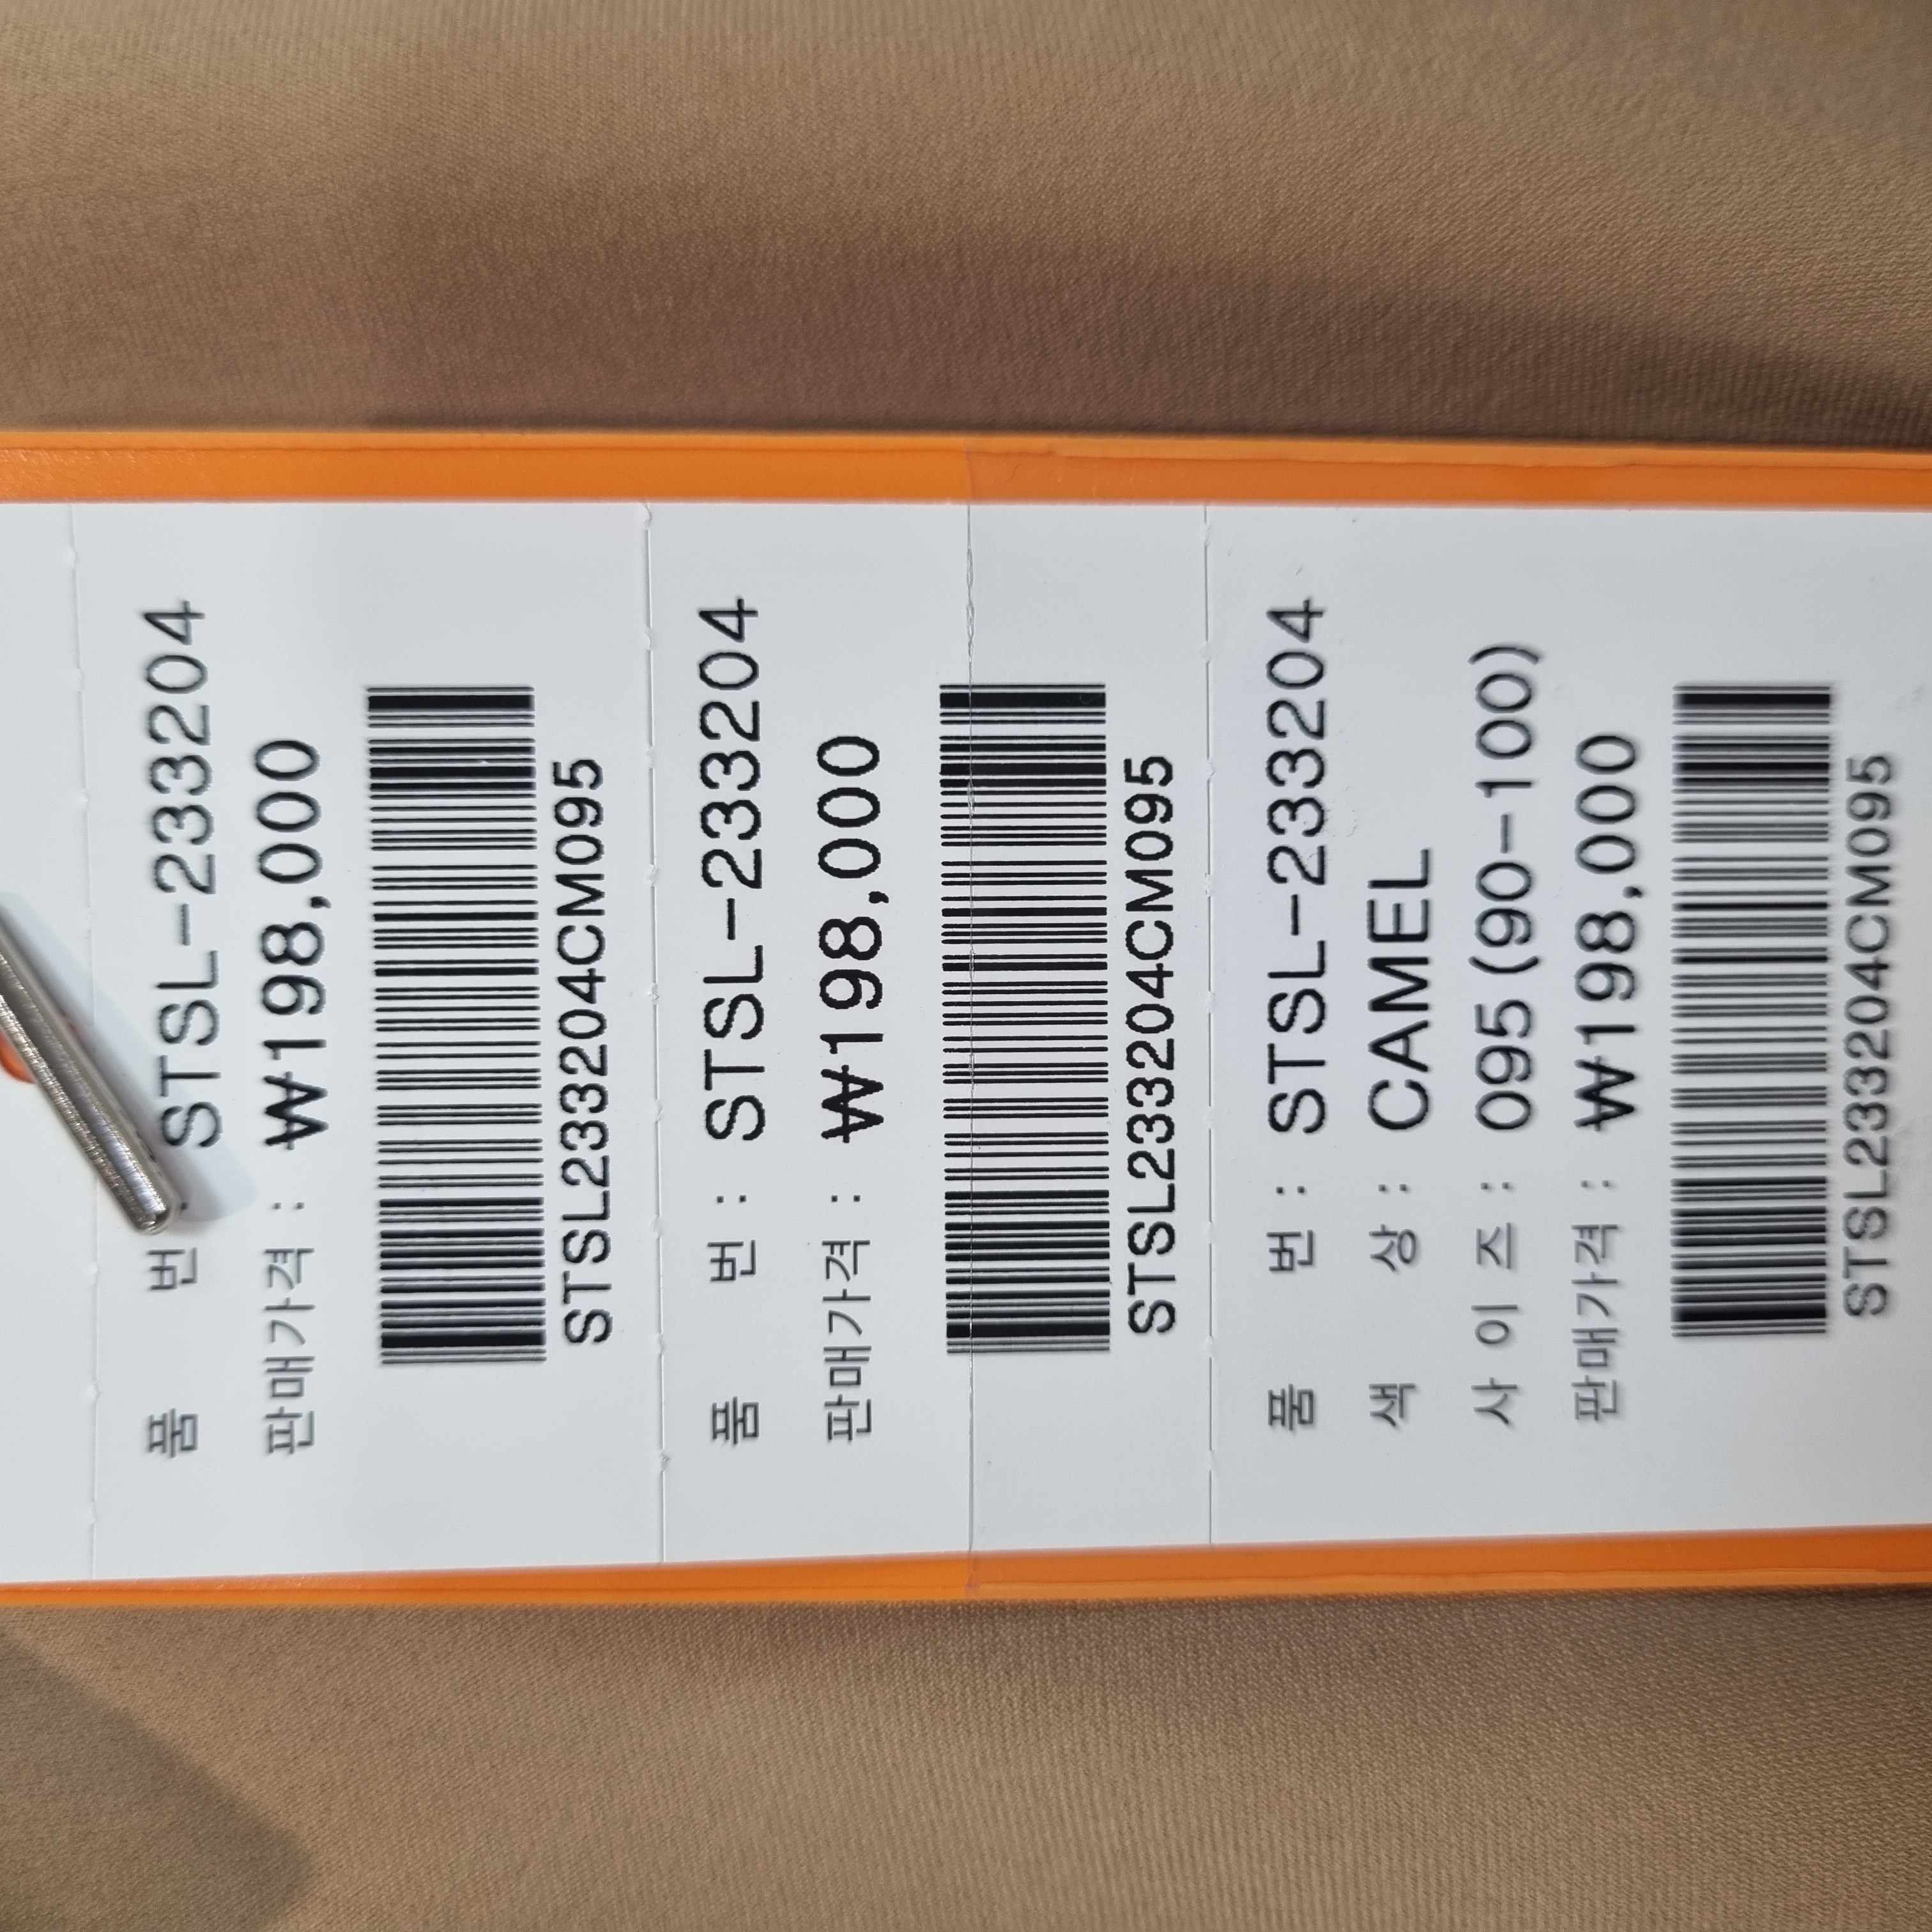 품 번 : STSL-233204
판매가격 : ₩198,000
STSL233204CM095
품 번 : STSL-233204
판매가격 : ₩198,000
STSL233204CM095
품 번 : STSL-233204
색 상 : CAMEL
사 이 즈 : 095 (90-100)
판매가격 : ₩198,000
STSL233204CM095